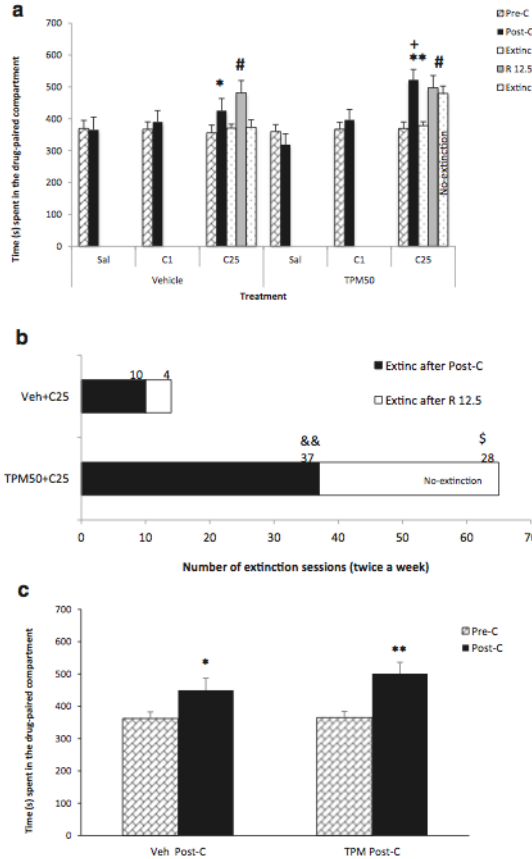 a
700
600
500
400
300
200
100
0
Time (s) spent in the drug-paired compartment
* # + ** #
No-extinction
Sal C1 C25 Sal C1 C25
Vehicle TPM50
Treatment
Pre-C
Post-C
Extinc
R 12.5
Extinc
b
Veh+C25
TPM50+C25
10 4
&& $
37 28
No-extinction
Extinc after Post-C
Extinc after R 12.5
0 10 20 30 40 50 60 70
Number of extinction sessions (twice a week)
c
700
600
500
400
300
200
100
0
Time (s) spent in the drug-paired compartment
* **
Pre-C
Post-C
Veh Post-C TPM Post-C